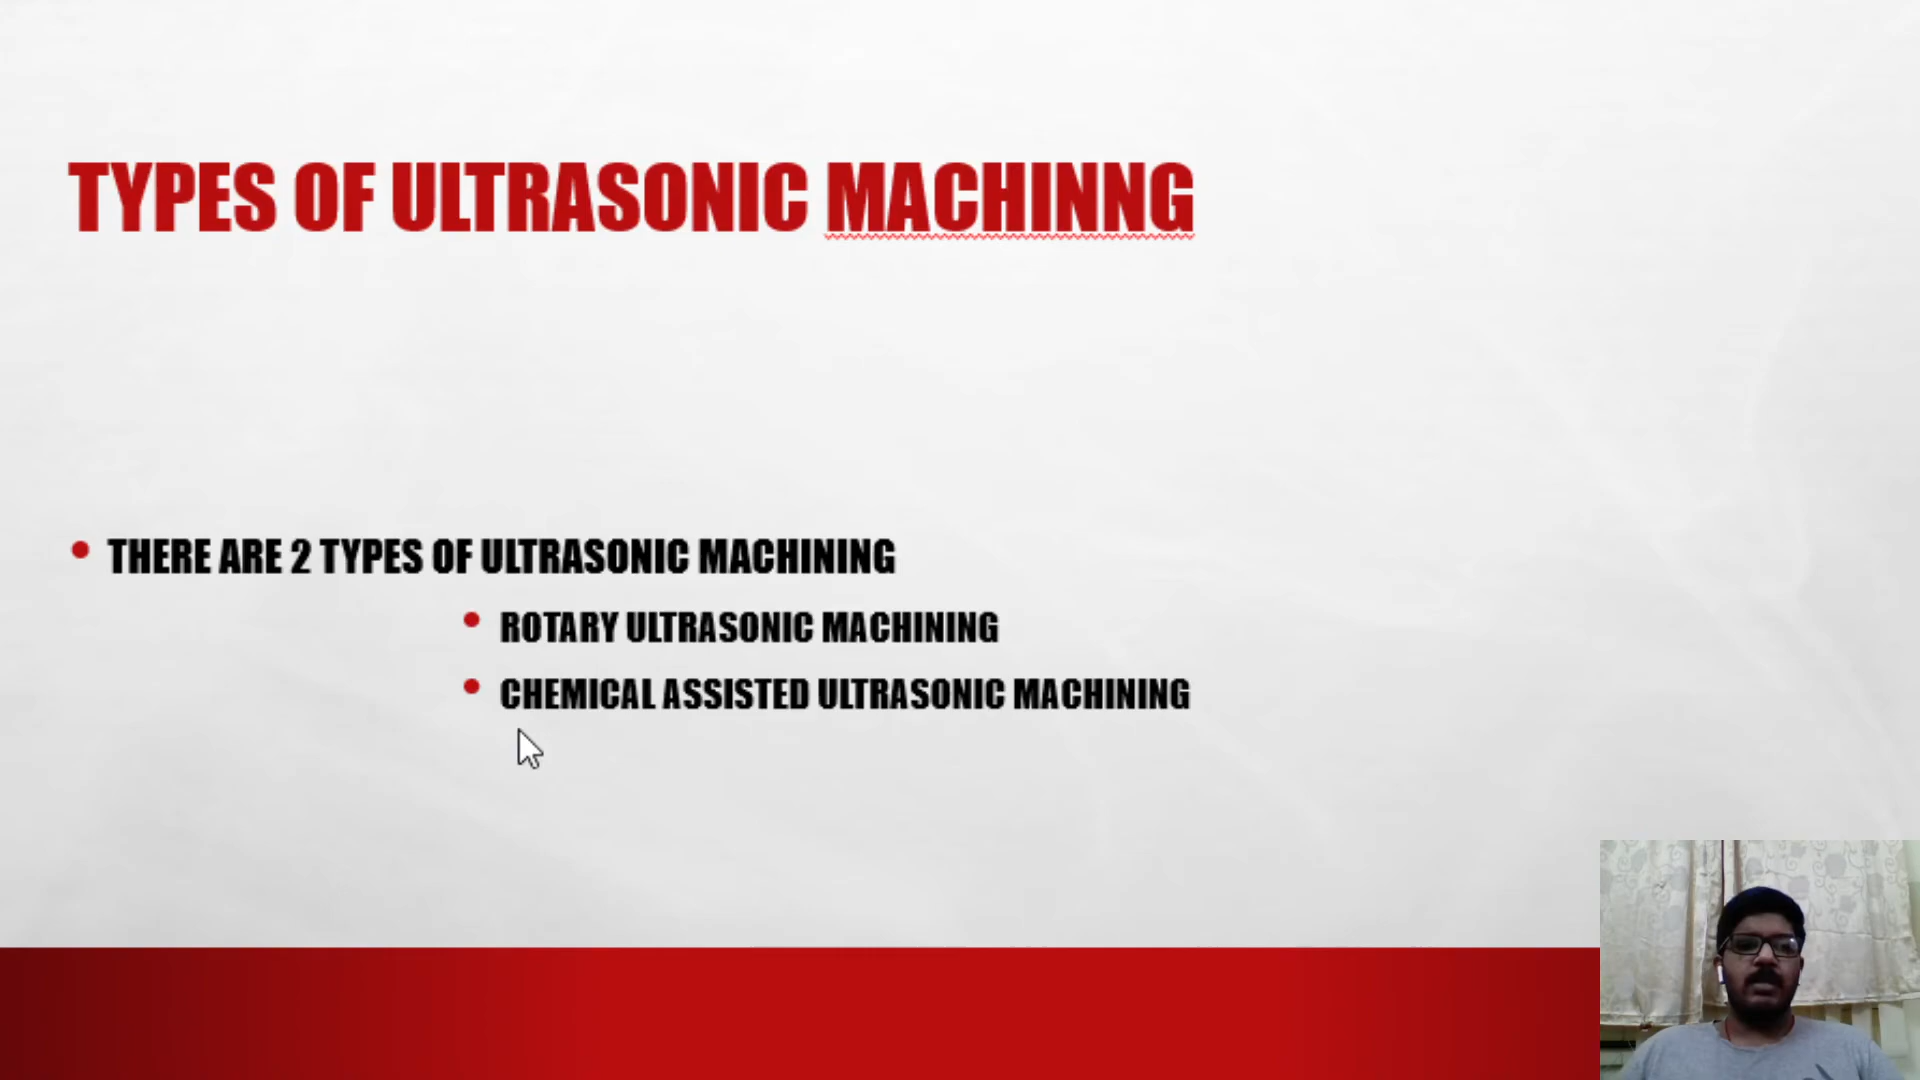 TYPES OF ULTRASONIC MACHINNG
• THERE ARE 2 TYPES OF ULTRASONIC MACHINING
• ROTARY ULTRASONIC MACHINING
• CHEMICAL ASSISTED ULTRASONIC MACHINING